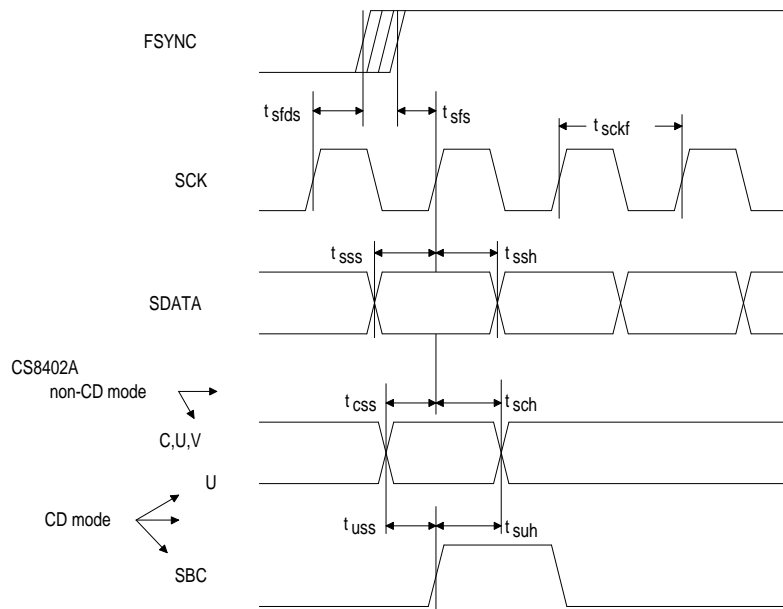 FSYNC
t sfds
t sfs
t sckf
SCK
t sss
t ssh
SDATA
CS8402A
non-CD mode
t css
t sch
C,U,V
U
CD mode
t uss
t suh
SBC